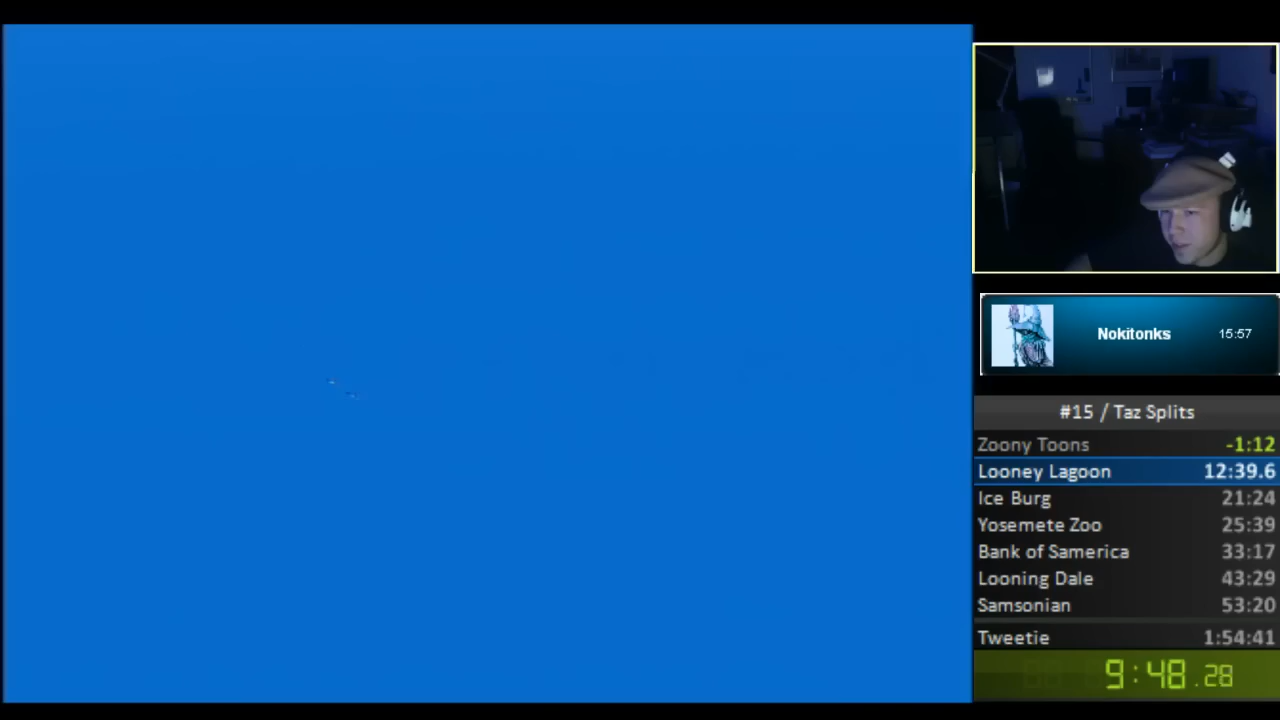 Nokitonks 15:57
#15 / Taz Splits
Zoony Toons -1:12
Looney Lagoon 12:39.6
Ice Burg 21:24
Yosemete Zoo 25:39
Bank of Samerica 33:17
Looning Dale 43:29
Samsonian 53:20
Tweetie 1:54:41
9:48.28